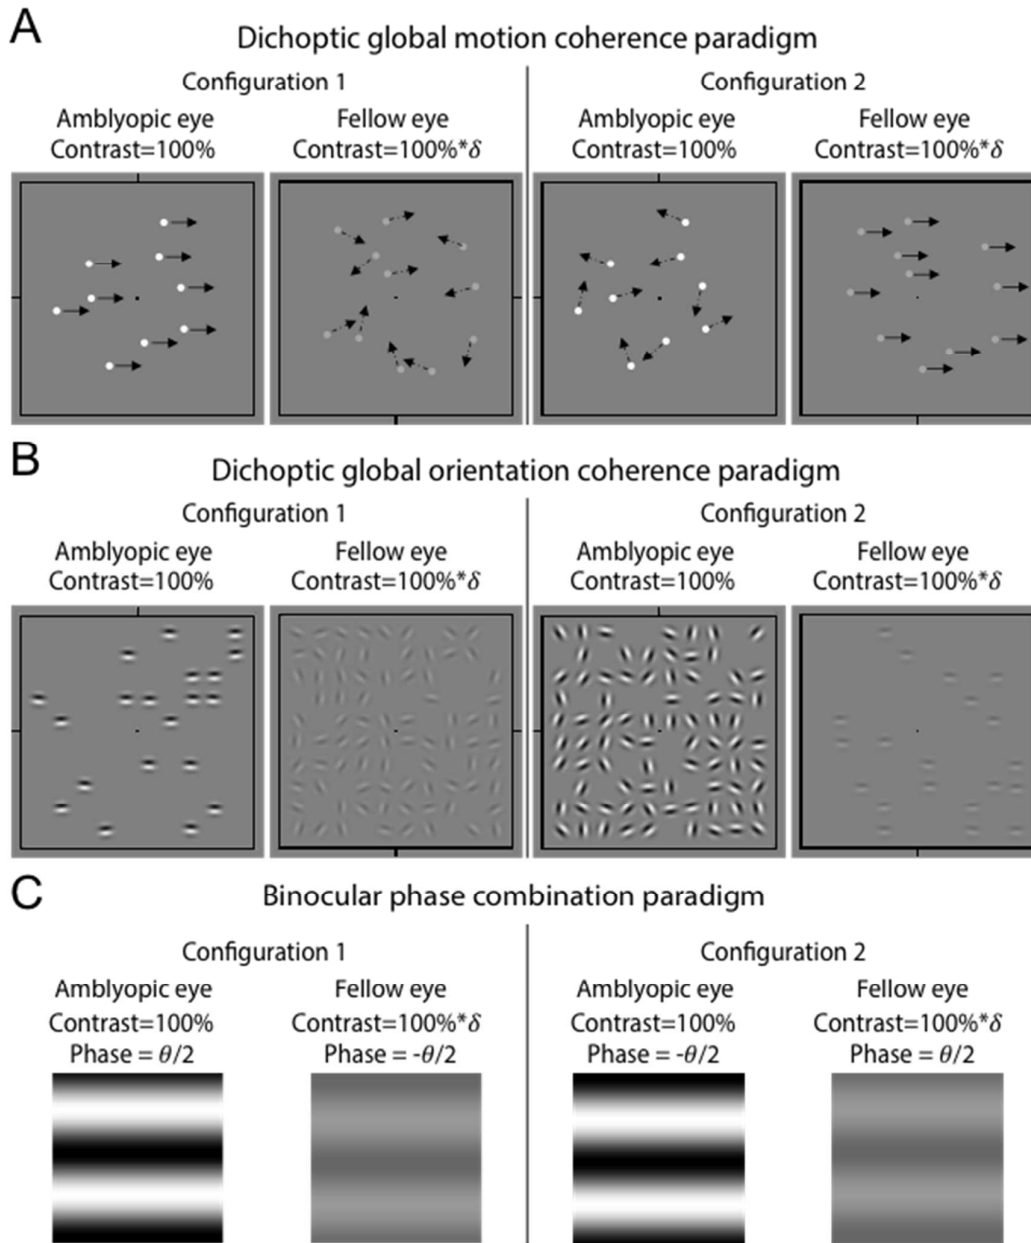 A
Dichoptic global motion coherence paradigm
Configuration 1
Configuration 2
Amblyopic eye
Contrast=100%
Fellow eye
Contrast=100%*δ
Amblyopic eye
Contrast=100%
Fellow eye
Contrast=100%*δ
B
Dichoptic global orientation coherence paradigm
Configuration 1
Configuration 2
Amblyopic eye
Contrast=100%
Fellow eye
Contrast=100%*δ
Amblyopic eye
Contrast=100%
Fellow eye
Contrast=100%*δ
C
Binocular phase combination paradigm
Configuration 1
Configuration 2
Amblyopic eye
Contrast=100%
Phase = θ/2
Fellow eye
Contrast=100%*δ
Phase = -θ/2
Amblyopic eye
Contrast=100%
Phase = -θ/2
Fellow eye
Contrast=100%*δ
Phase = θ/2